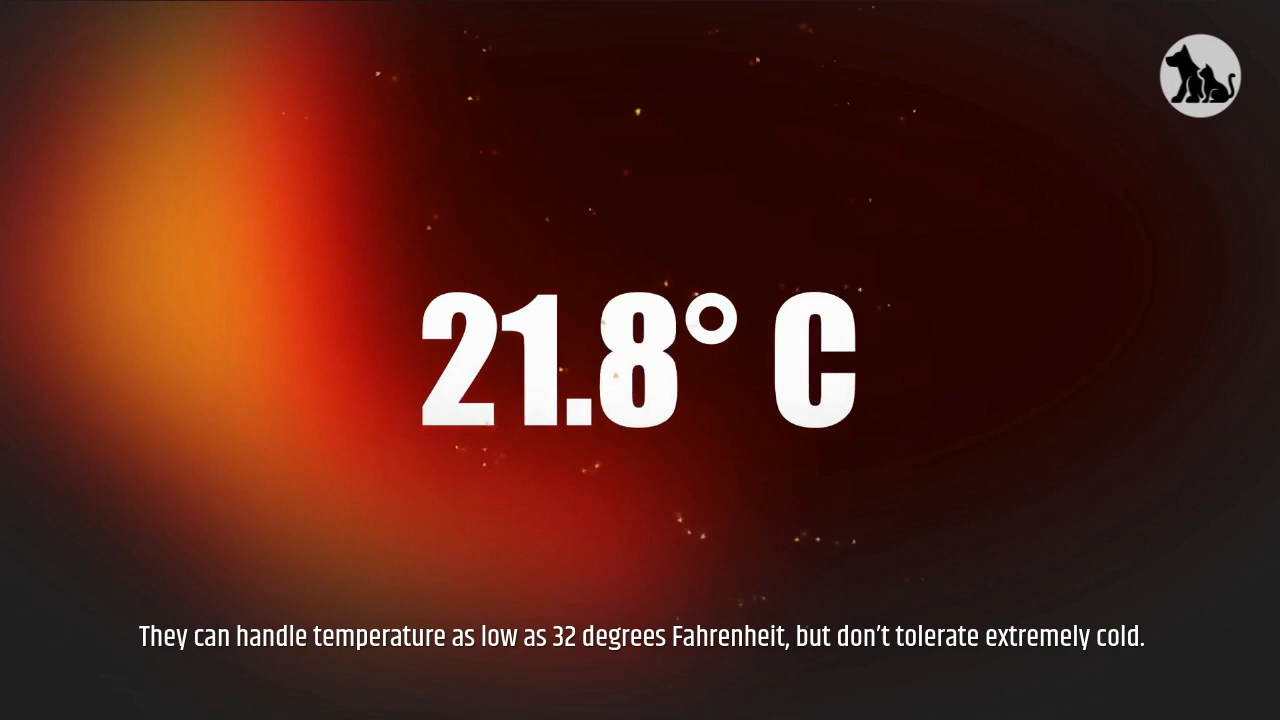 21.8° C
They can handle temperature as low as 32 degrees Fahrenheit, but don’t tolerate extremely cold.